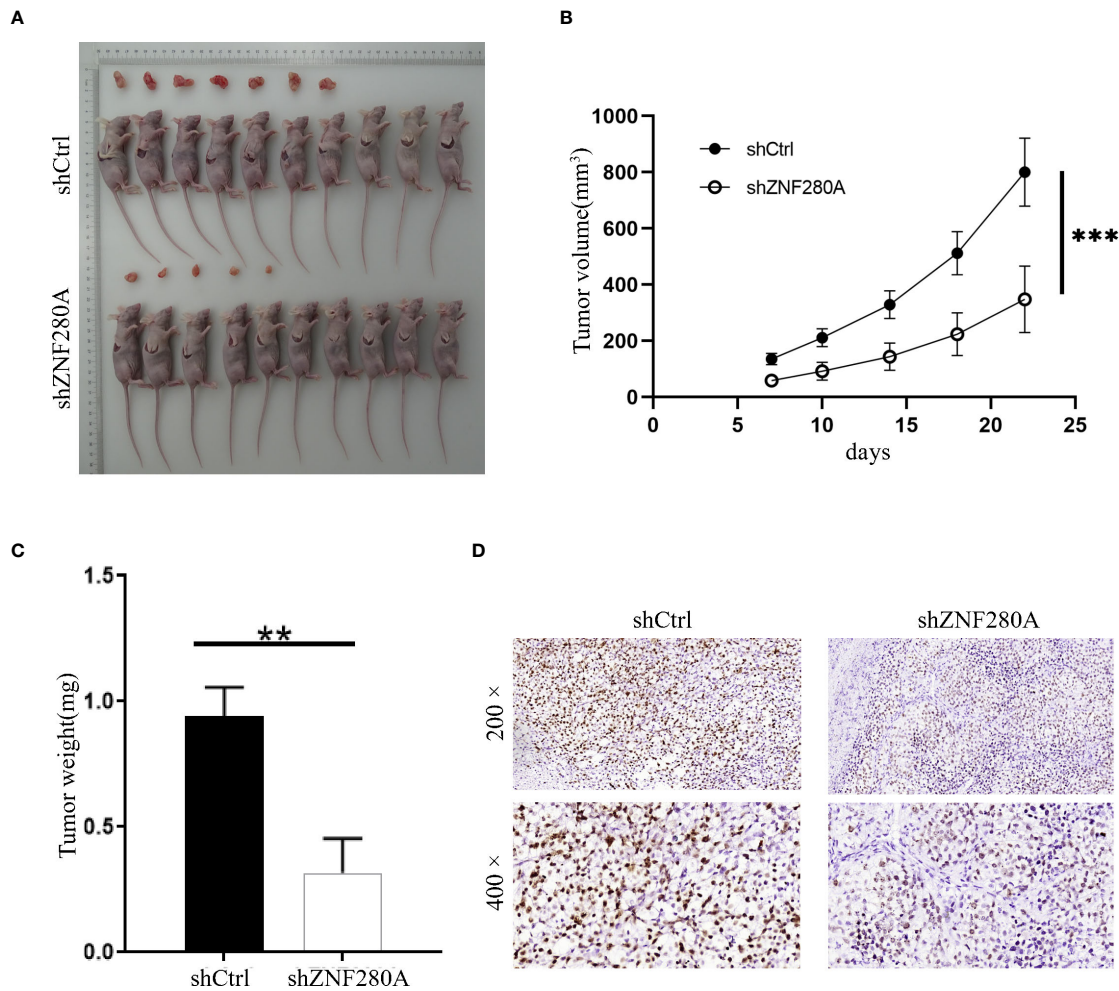 A
shCtrl
shZNF280A
B
1000
800
600
400
200
0
Tumor volume(mm³)
shCtrl
shZNF280A
***
0 5 10 15 20 25
days
C
1.5
1.0
0.5
0.0
Tumor weight(mg)
**
shCtrl shZNF280A
D
shCtrl shZNF280A
200 ×
400 ×